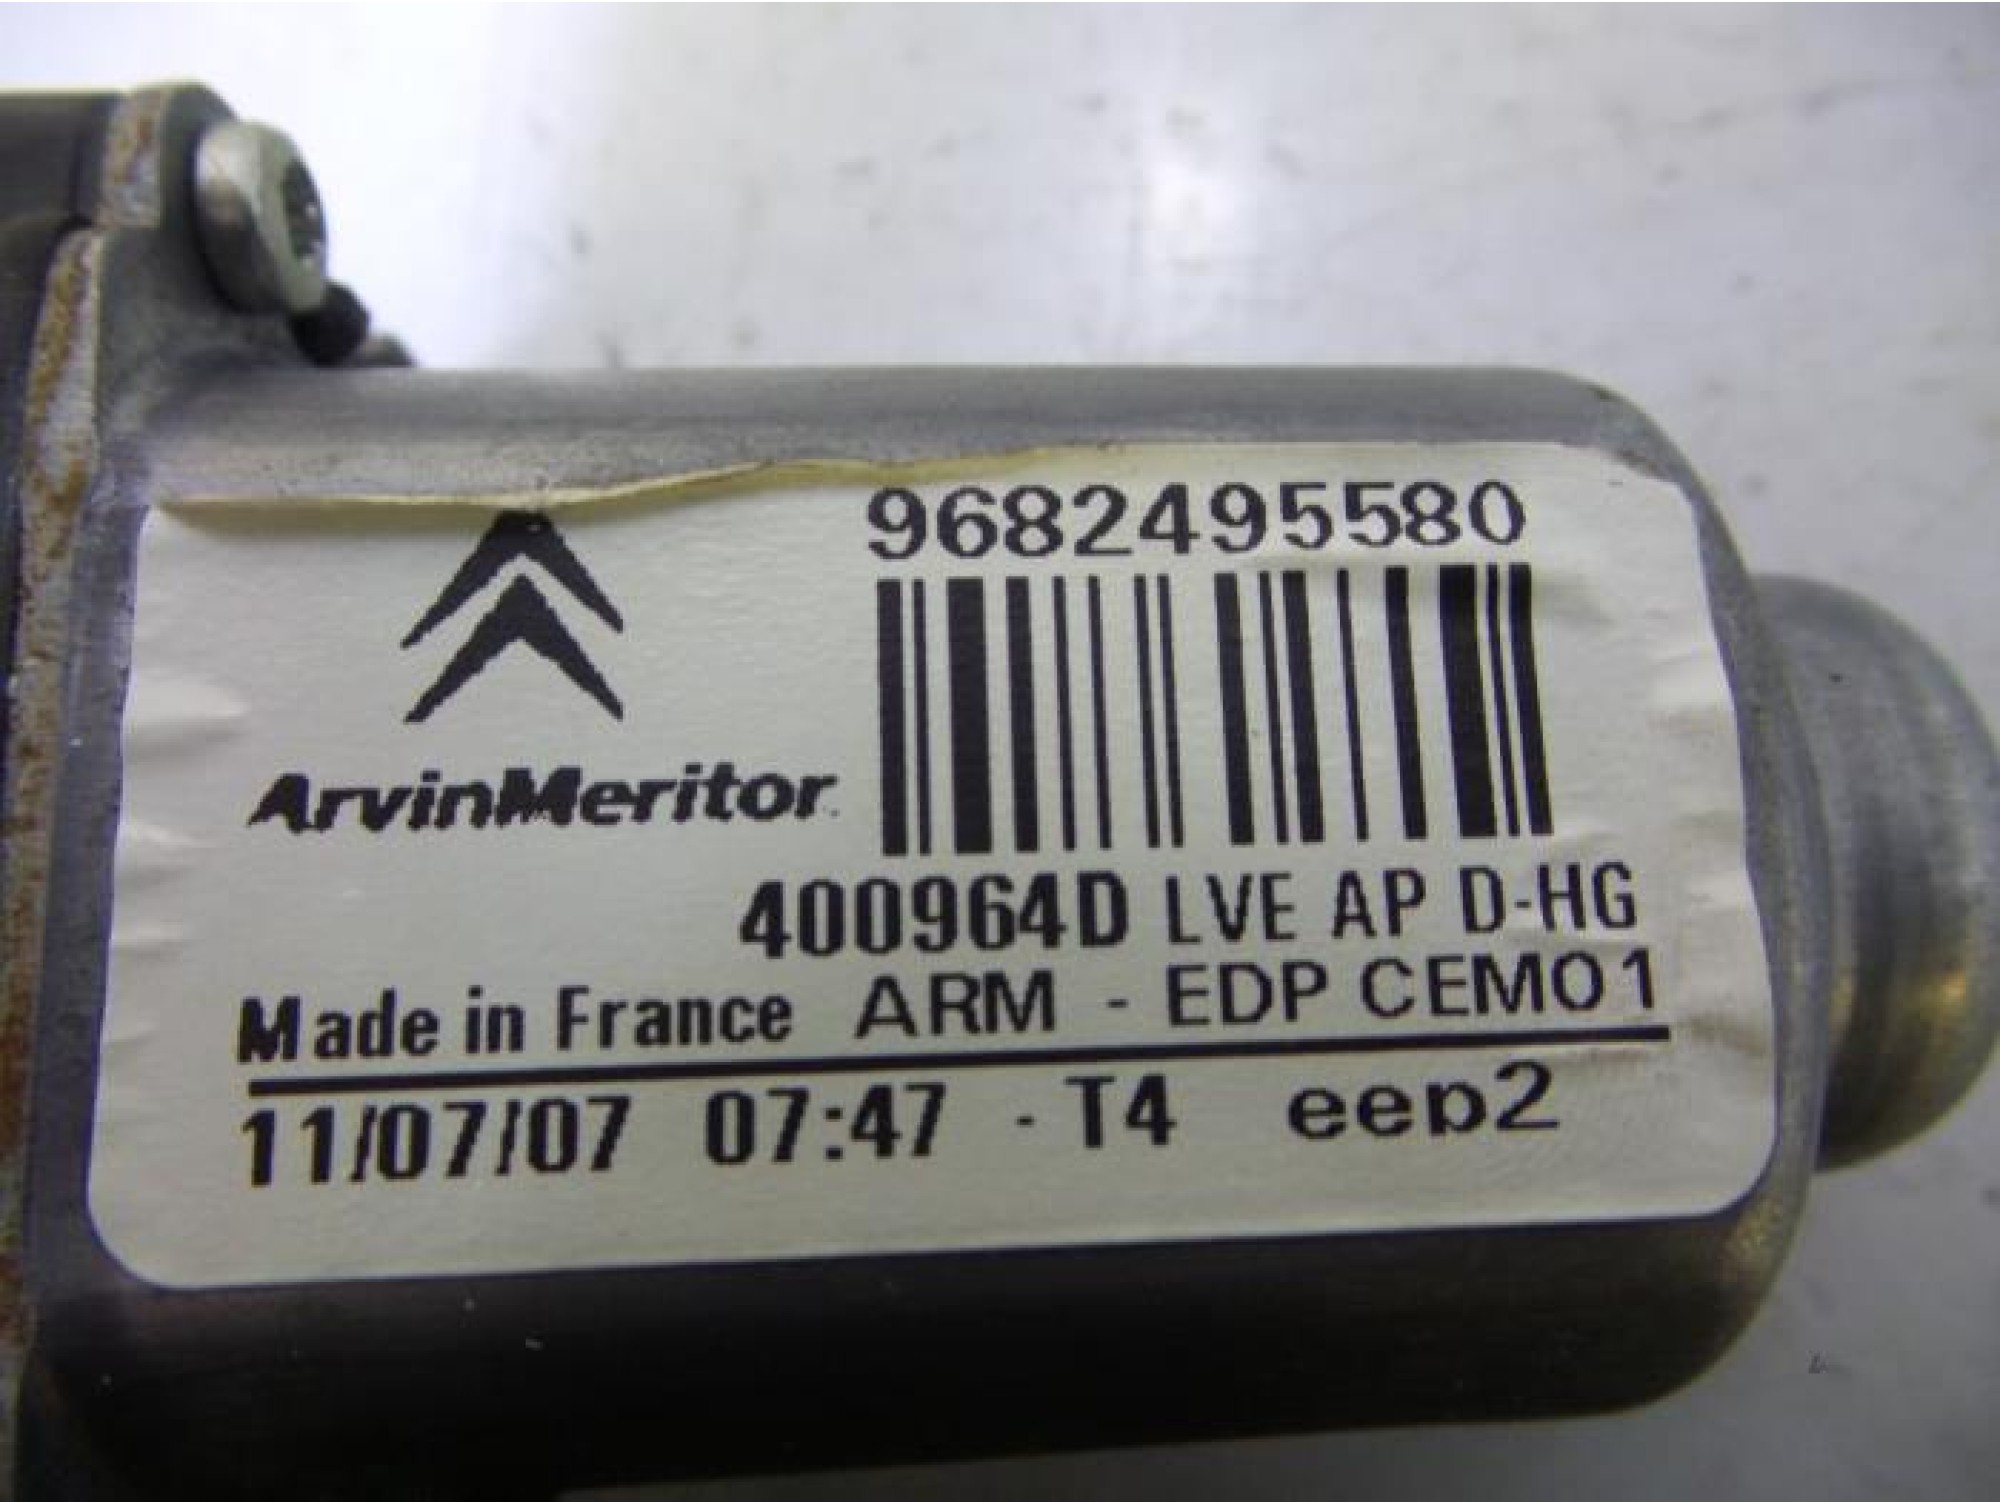 9682495580
ArvinMeritor
400964D LVE AP D-HG
Made in France ARM - EDP CEM01
11/07/07 07:47 - T4 eep2